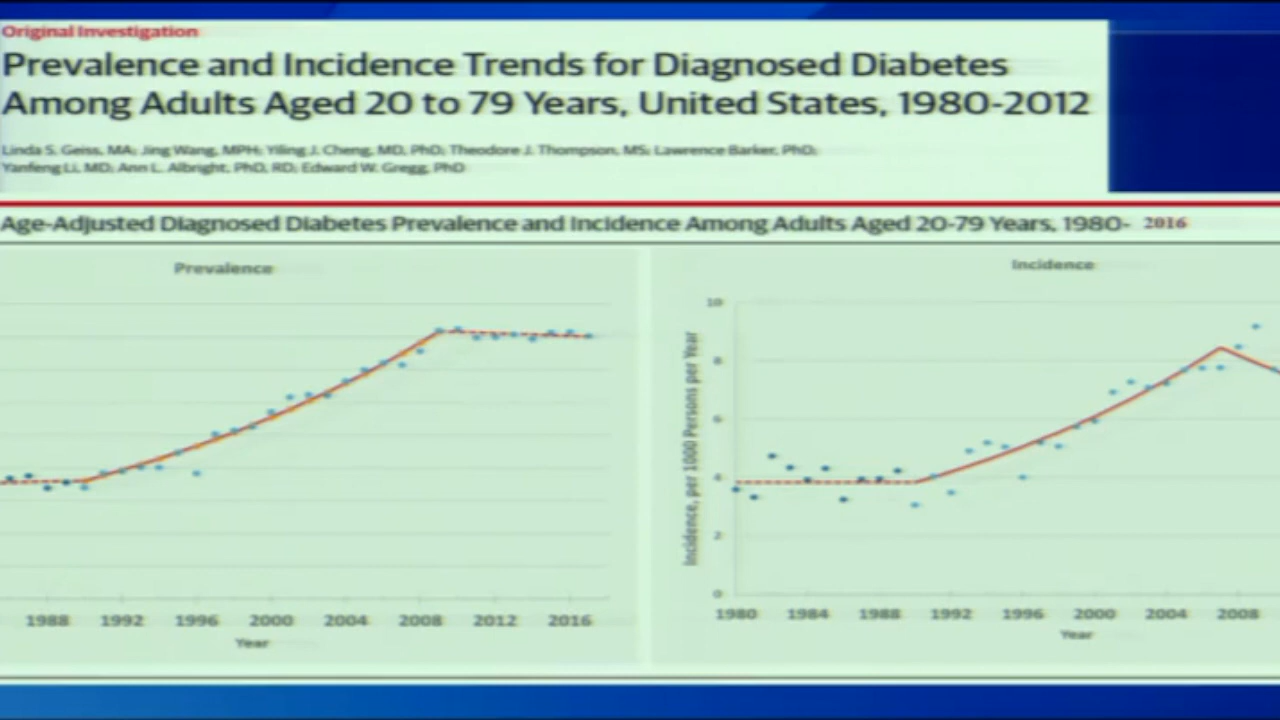 Original Investigation
Prevalence and Incidence Trends for Diagnosed Diabetes
Among Adults Aged 20 to 79 Years, United States, 1980-2012
Linda S. Geiss, MA; Jing Wang, MPH; Yiling J. Cheng, MD, PhD; Theodore J. Thompson, MS; Lawrence Barker, PhD;
Yanfeng Li, MD; Ann L. Albright, PhD, RD; Edward W. Gregg, PhD
Age-Adjusted Diagnosed Diabetes Prevalence and Incidence Among Adults Aged 20-79 Years, 1980- 2016
Prevalence
1988 1992 1996 2000 2004 2008 2012 2016
Year
Incidence
Incidence, per 1000 Persons per Year
10
8
6
4
2
0
1980 1984 1988 1992 1996 2000 2004 2008
Year